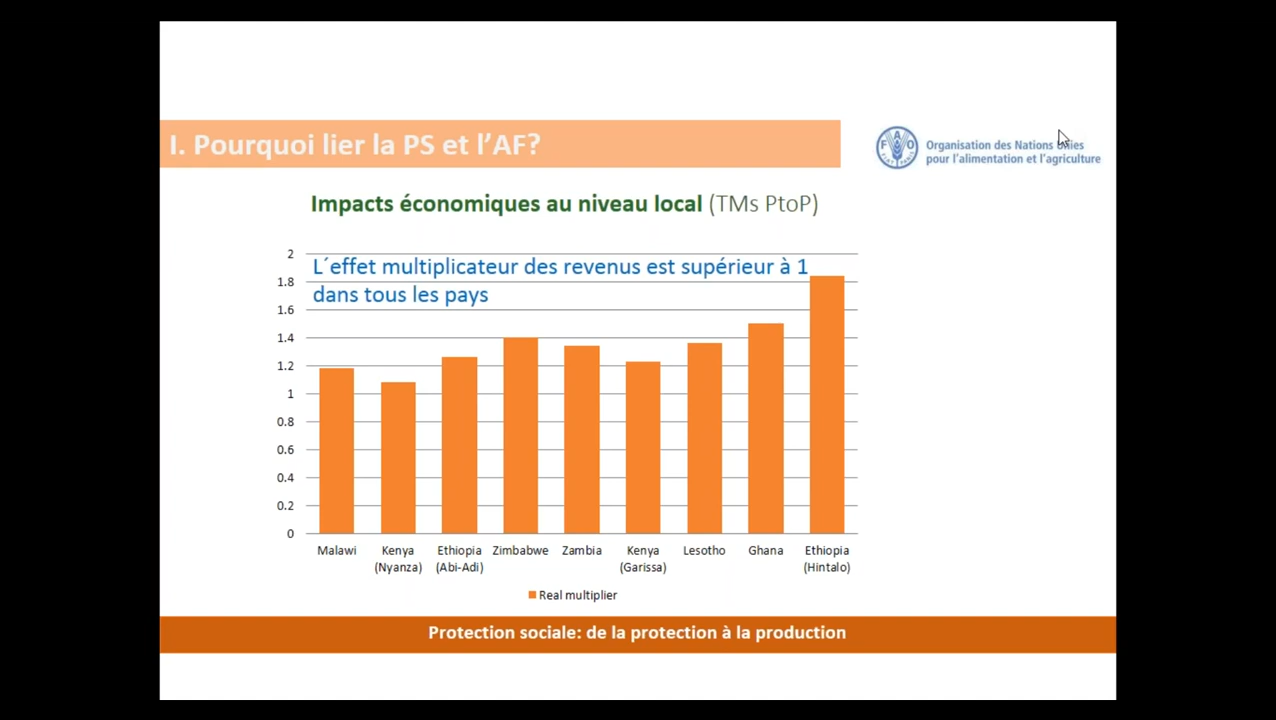 I. Pourquoi lier la PS et l’AF?
FAO
FIAT PANIS
Organisation des Nations Unies
pour l'alimentation et l'agriculture
Impacts économiques au niveau local (TMs PtoP)
L´effet multiplicateur des revenus est supérieur à 1
dans tous les pays
2
1.8
1.6
1.4
1.2
1
0.8
0.6
0.4
0.2
0
Malawi
Kenya
(Nyanza)
Ethiopia
(Abi-Adi)
Zimbabwe
Zambia
Kenya
(Garissa)
Lesotho
Ghana
Ethiopia
(Hintalo)
Real multiplier
Protection sociale: de la protection à la production